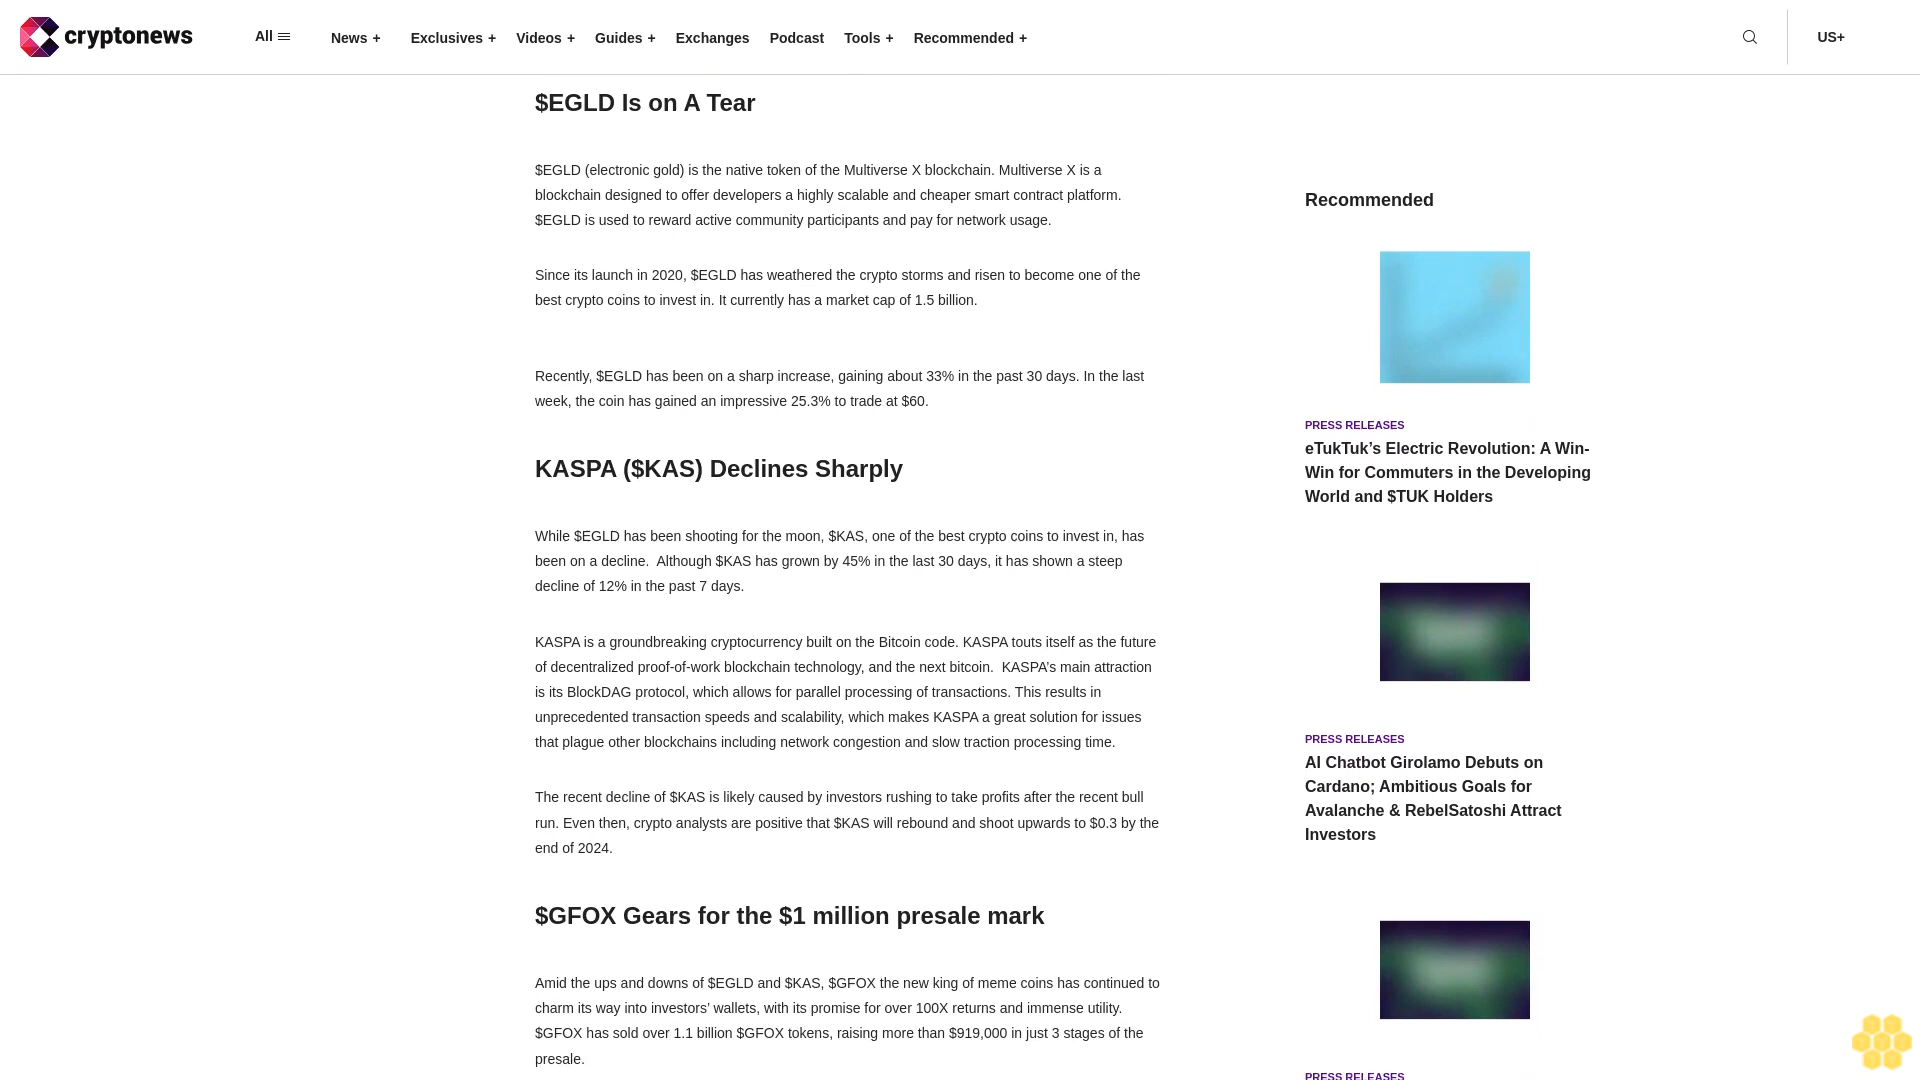 cryptonews
All
News +
Exclusives +
Videos +
Guides +
Exchanges
Podcast
Tools +
Recommended +
US+
$EGLD Is on A Tear
$EGLD (electronic gold) is the native token of the Multiverse X blockchain. Multiverse X is a
blockchain designed to offer developers a highly scalable and cheaper smart contract platform.
$EGLD is used to reward active community participants and pay for network usage.
Since its launch in 2020, $EGLD has weathered the crypto storms and risen to become one of the
best crypto coins to invest in. It currently has a market cap of 1.5 billion.
Recently, $EGLD has been on a sharp increase, gaining about 33% in the past 30 days. In the last
week, the coin has gained an impressive 25.3% to trade at $60.
KASPA ($KAS) Declines Sharply
While $EGLD has been shooting for the moon, $KAS, one of the best crypto coins to invest in, has
been on a decline.  Although $KAS has grown by 45% in the last 30 days, it has shown a steep
decline of 12% in the past 7 days.
KASPA is a groundbreaking cryptocurrency built on the Bitcoin code. KASPA touts itself as the future
of decentralized proof-of-work blockchain technology, and the next bitcoin.  KASPA’s main attraction
is its BlockDAG protocol, which allows for parallel processing of transactions. This results in
unprecedented transaction speeds and scalability, which makes KASPA a great solution for issues
that plague other blockchains including network congestion and slow traction processing time.
The recent decline of $KAS is likely caused by investors rushing to take profits after the recent bull
run. Even then, crypto analysts are positive that $KAS will rebound and shoot upwards to $0.3 by the
end of 2024.
$GFOX Gears for the $1 million presale mark
Amid the ups and downs of $EGLD and $KAS, $GFOX the new king of meme coins has continued to
charm its way into investors’ wallets, with its promise for over 100X returns and immense utility.
$GFOX has sold over 1.1 billion $GFOX tokens, raising more than $919,000 in just 3 stages of the
presale.
Recommended
PRESS RELEASES
eTukTuk’s Electric Revolution: A Win-
Win for Commuters in the Developing
World and $TUK Holders
PRESS RELEASES
AI Chatbot Girolamo Debuts on
Cardano; Ambitious Goals for
Avalanche & RebelSatoshi Attract
Investors
PRESS RELEASES